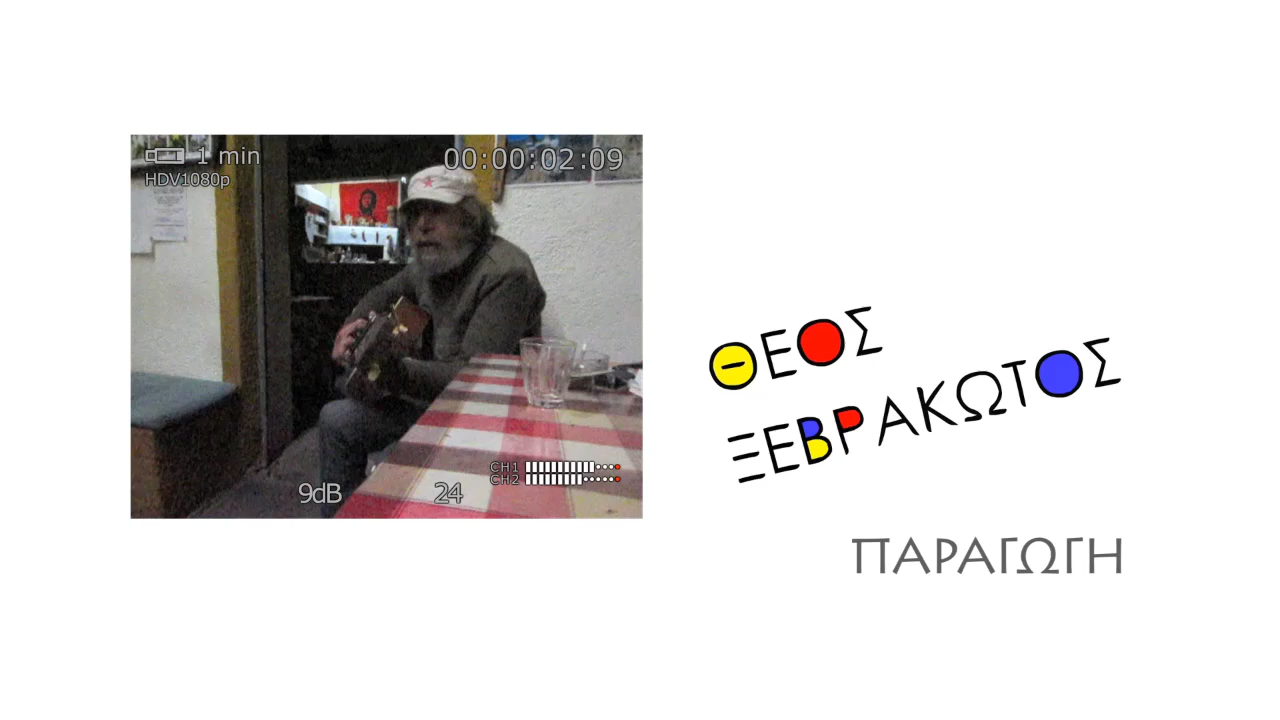 1 min
00:00:02:09
HDV1080p
CH1
CH2
9dB
24
ΘΕΟΣ
ΞΕΒΡΑΚΩΤΟΣ
ΠΑΡΑΓΩΓΗ